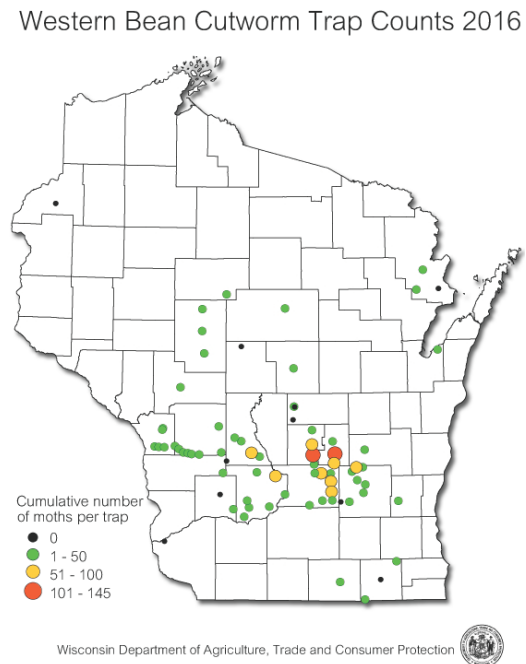 Western Bean Cutworm Trap Counts 2016
Cumulative number
of moths per trap
0
1 - 50
51 - 100
101 - 145
Wisconsin Department of Agriculture, Trade and Consumer Protection